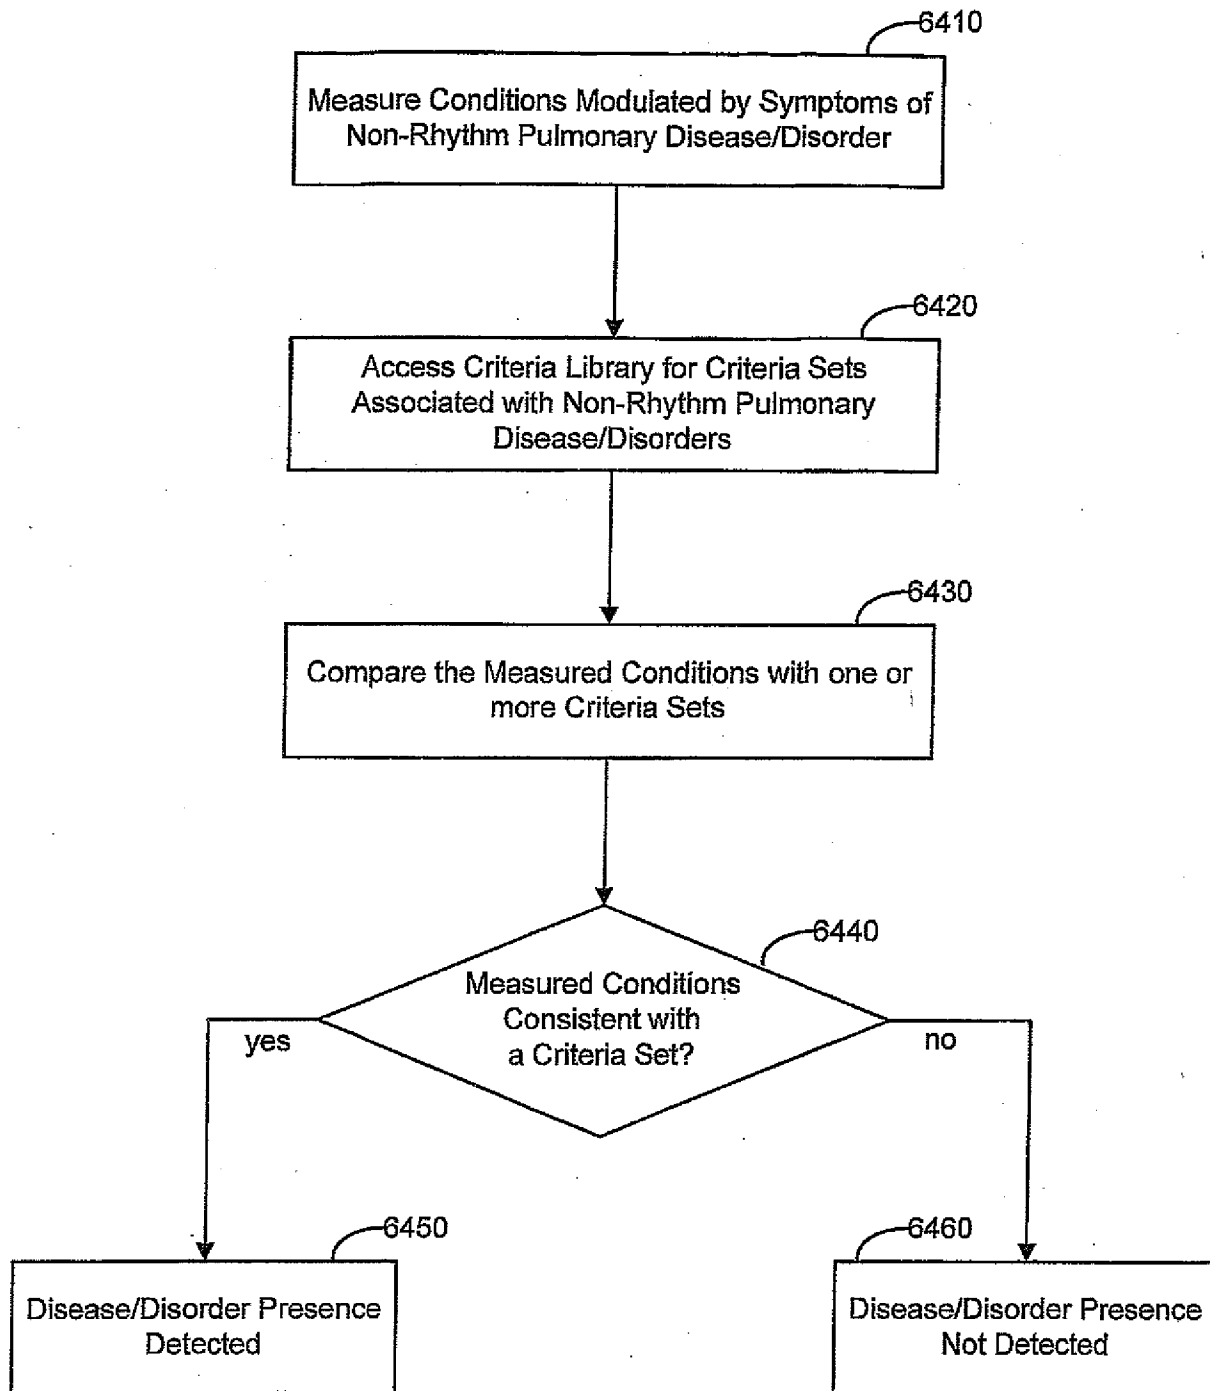 6410
Measure Conditions Modulated by Symptoms of
Non-Rhythm Pulmonary Disease/Disorder
6420
Access Criteria Library for Criteria Sets
Associated with Non-Rhythm Pulmonary
Disease/Disorders
6430
Compare the Measured Conditions with one or
more Criteria Sets
6440
Measured Conditions
Consistent with
a Criteria Set?
yes
no
6450
Disease/Disorder Presence
Detected
6460
Disease/Disorder Presence
Not Detected